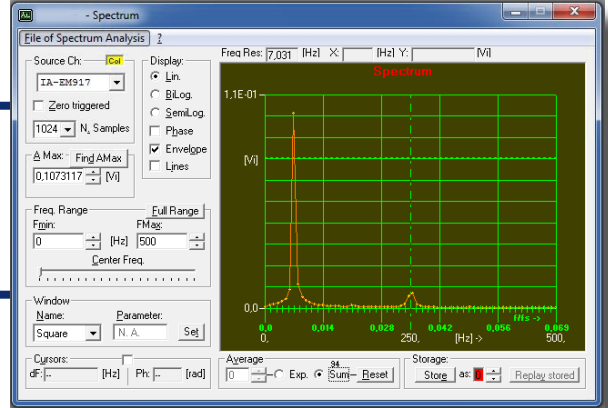 - Spectrum
File of Spectrum Analysis ?
Source Ch: Col
IA-EM917
Zero triggered
1024 N. Samples
A Max: Find AMax
0,1073117 [Vi]
Display:
Lin.
BiLog.
SemiLog.
Phase
Envelope
Lines
Freq. Range Full Range
Fmin: FMax:
0 [Hz] 500
Center Freq.
Window
Name: Parameter:
Square N. A. Set
Cursors:
dF: -- [Hz] Ph: -- [rad]
Freq Res: 7,031 [Hz] X: [Hz] Y: [Vi]
Spectrum
1,1E-01
[Vi]
0,0
f/fs ->
0,0 0,014 0,028 0,042 0,056 0,069
0, 250, [Hz] -> 500,
Average
94
0 Exp. Sum Reset
Storage:
Store as: Replay stored